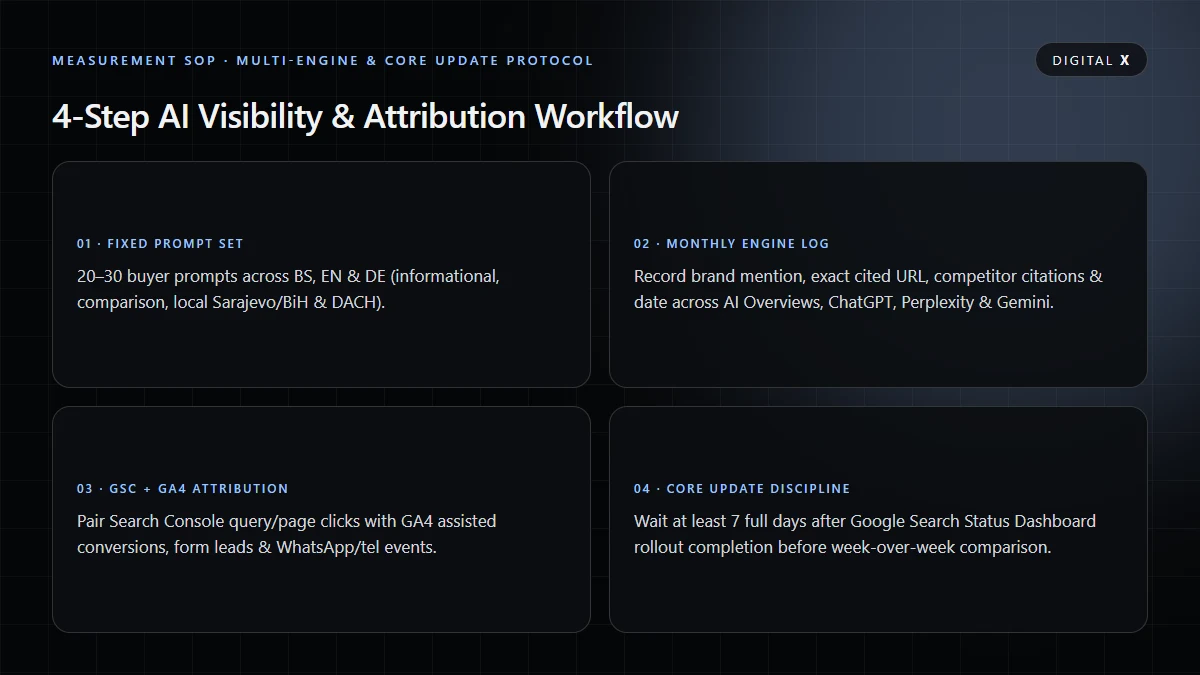 MEASUREMENT SOP · MULTI-ENGINE & CORE UPDATE PROTOCOL
DIGITAL X
4-Step AI Visibility & Attribution Workflow
01 · FIXED PROMPT SET
20–30 buyer prompts across BS, EN & DE (informational,
comparison, local Sarajevo/BiH & DACH).
02 · MONTHLY ENGINE LOG
Record brand mention, exact cited URL, competitor citations &
date across AI Overviews, ChatGPT, Perplexity & Gemini.
03 · GSC + GA4 ATTRIBUTION
Pair Search Console query/page clicks with GA4 assisted
conversions, form leads & WhatsApp/tel events.
04 · CORE UPDATE DISCIPLINE
Wait at least 7 full days after Google Search Status Dashboard
rollout completion before week-over-week comparison.